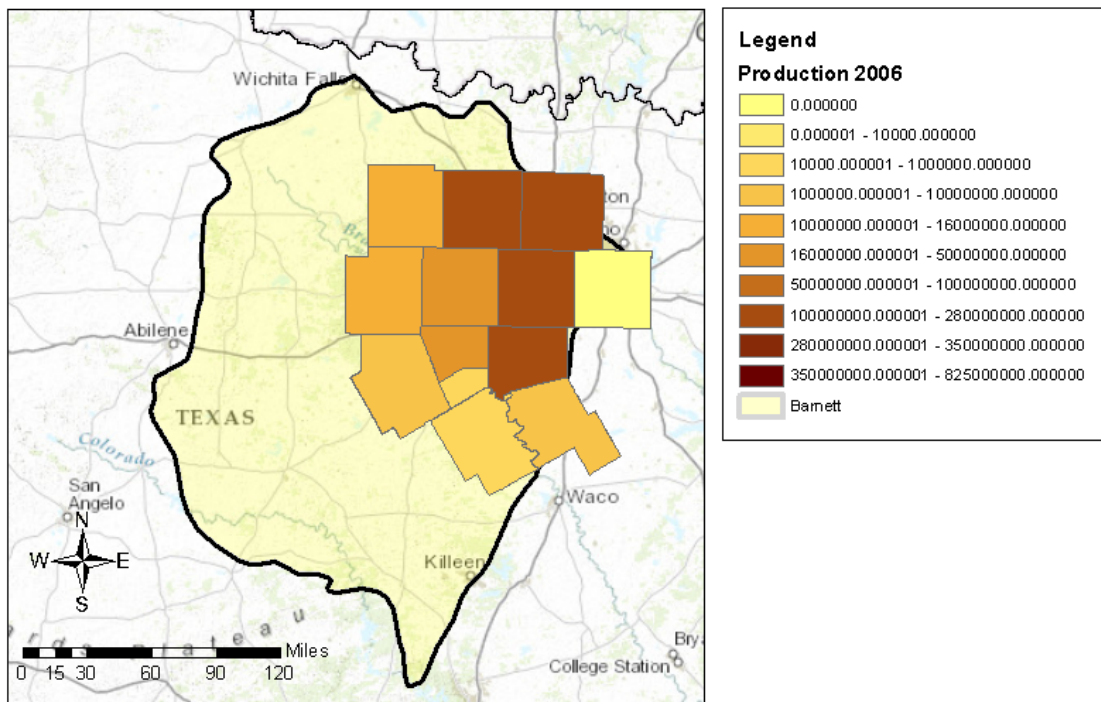 Wichita Falls
ton
no
Abilene
TEXAS
Colorado
San
Angelo
Waco
Killeen
N
W E
S
Bry
College Station
Miles
0 15 30 60 90 120
Legend
Production 2006
0.000000
0.000001 - 10000.000000
10000.000001 - 1000000.000000
1000000.000001 - 10000000.000000
10000000.000001 - 16000000.000000
16000000.000001 - 50000000.000000
50000000.000001 - 100000000.000000
100000000.000001 - 280000000.000000
280000000.000001 - 350000000.000000
350000000.000001 - 825000000.000000
Barnett